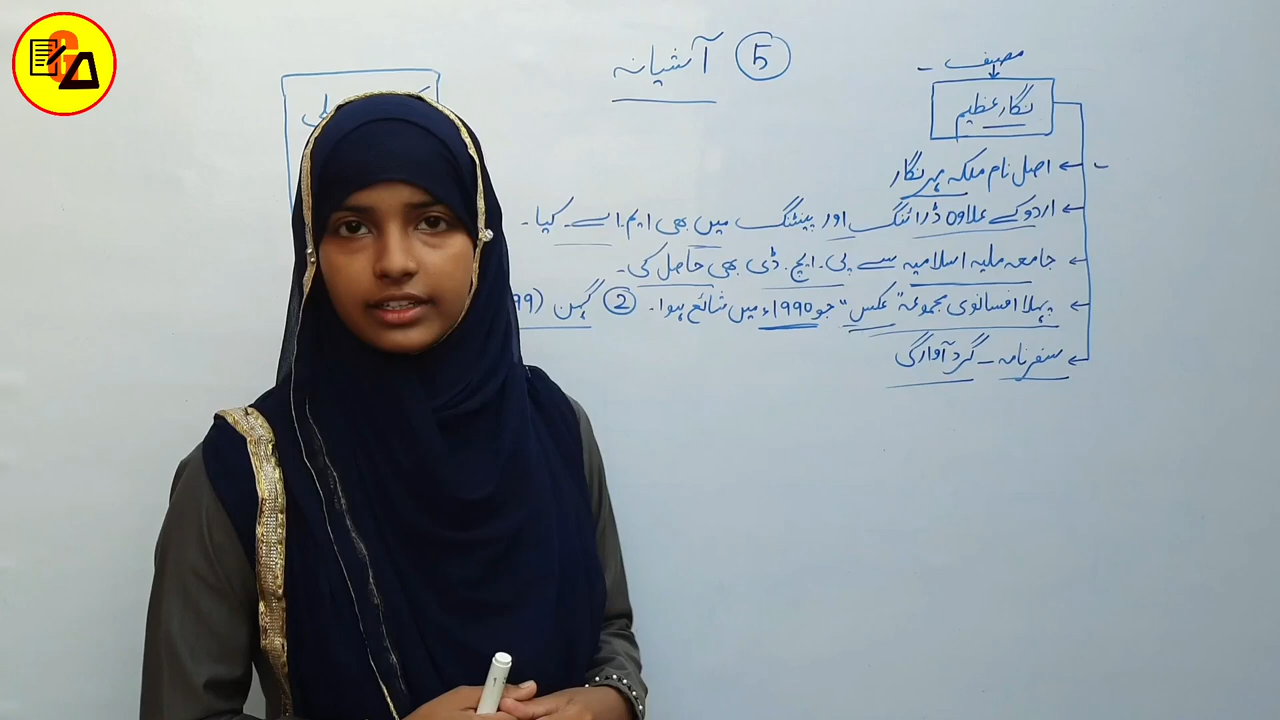 5 آشیانہ
مصنف -
نگار عظیم
اصل نام ملکہ مہر نگار
اردو کے علاوہ ڈرائنگ اور پینٹنگ میں بھی ایم۔اے۔ کیا۔
جامعہ ملیہ اسلامیہ سے پی۔ایچ۔ڈی بھی حاصل کی۔
پہلا افسانوی مجموعہ "عکس" جو ۱۹۹۵ء میں شائع ہوا۔ 2 گہن (99
سفر نامہ - گرد آوارگی